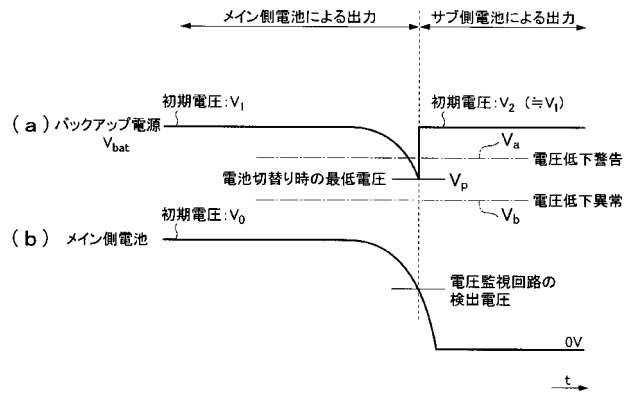 メイン側電池による出力
サブ側電池による出力
初期電圧:V1
初期電圧:V2 (≒V1)
(a) バックアップ電源
Vbat
Va
電圧低下警告
電池切替り時の最低電圧
Vp
初期電圧:V0
Vb
電圧低下異常
(b) メイン側電池
電圧監視回路の
検出電圧
0V
t